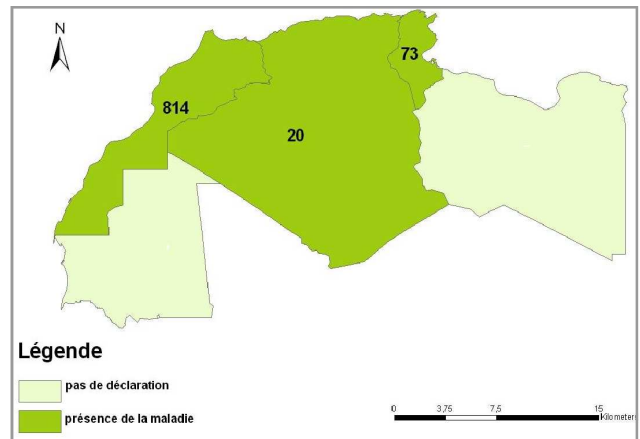 N
73
814
20
Légende
pas de déclaration
présence de la maladie
0 3,75 7,5 15
Kilometers